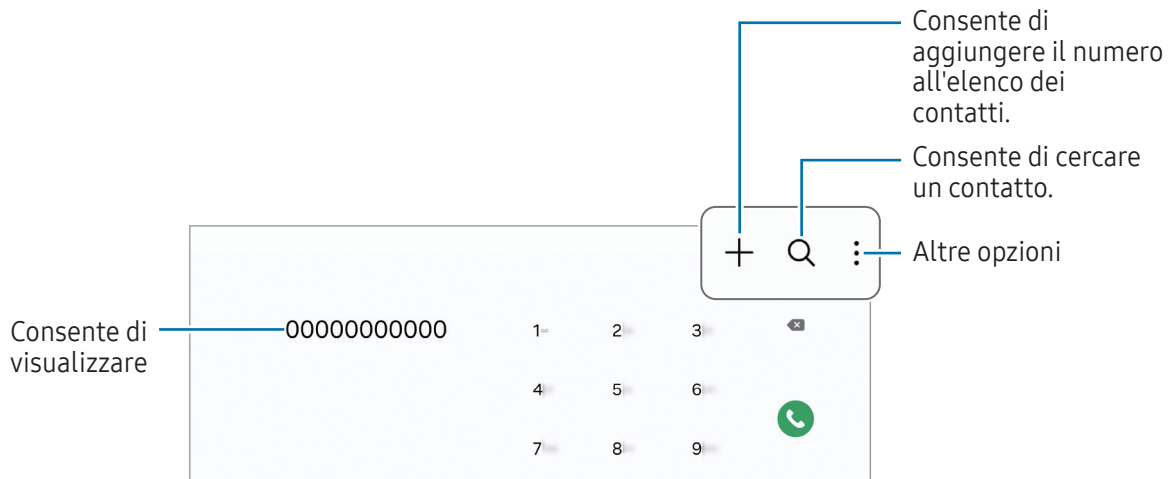 Consente di
aggiungere il numero
all'elenco dei
contatti.
Consente di cercare
un contatto.
Altre opzioni
Consente di
visualizzare
00000000000
1 2 3
4 5 6
7 8 9